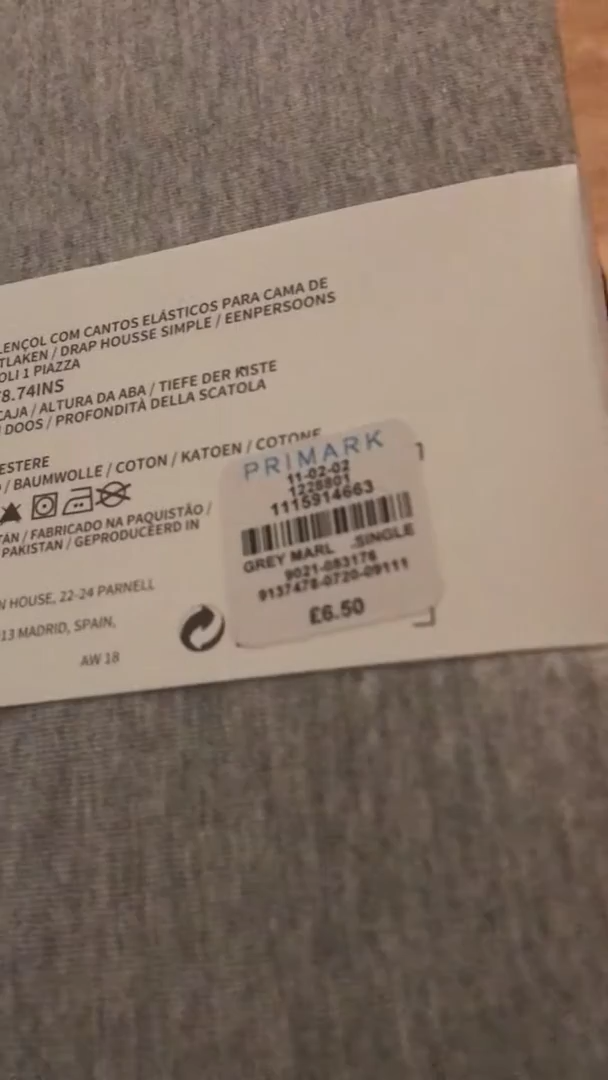 LENÇOL COM CANTOS ELÁSTICOS PARA CAMA DE
TLAKEN / DRAP HOUSSE SIMPLE / EENPERSOONS
OLI 1 PIAZZA
8.74INS
CAJA / ALTURA DA ABA / TIEFE DER KISTE
DOOS / PROFONDITÀ DELLA SCATOLA
ESTERE
/ BAUMWOLLE / COTON / KATOEN / COTONE
TAN / FABRICADO NA PAQUISTÃO /
PAKISTAN / GEPRODUCEERD IN
N HOUSE, 22-24 PARNELL
13 MADRID, SPAIN,
AW 18
PRIMARK
11-02-02
1228801
1115914663
GREY MARL .SINGLE
9021-083176
9137478-0720-09111
£6.50